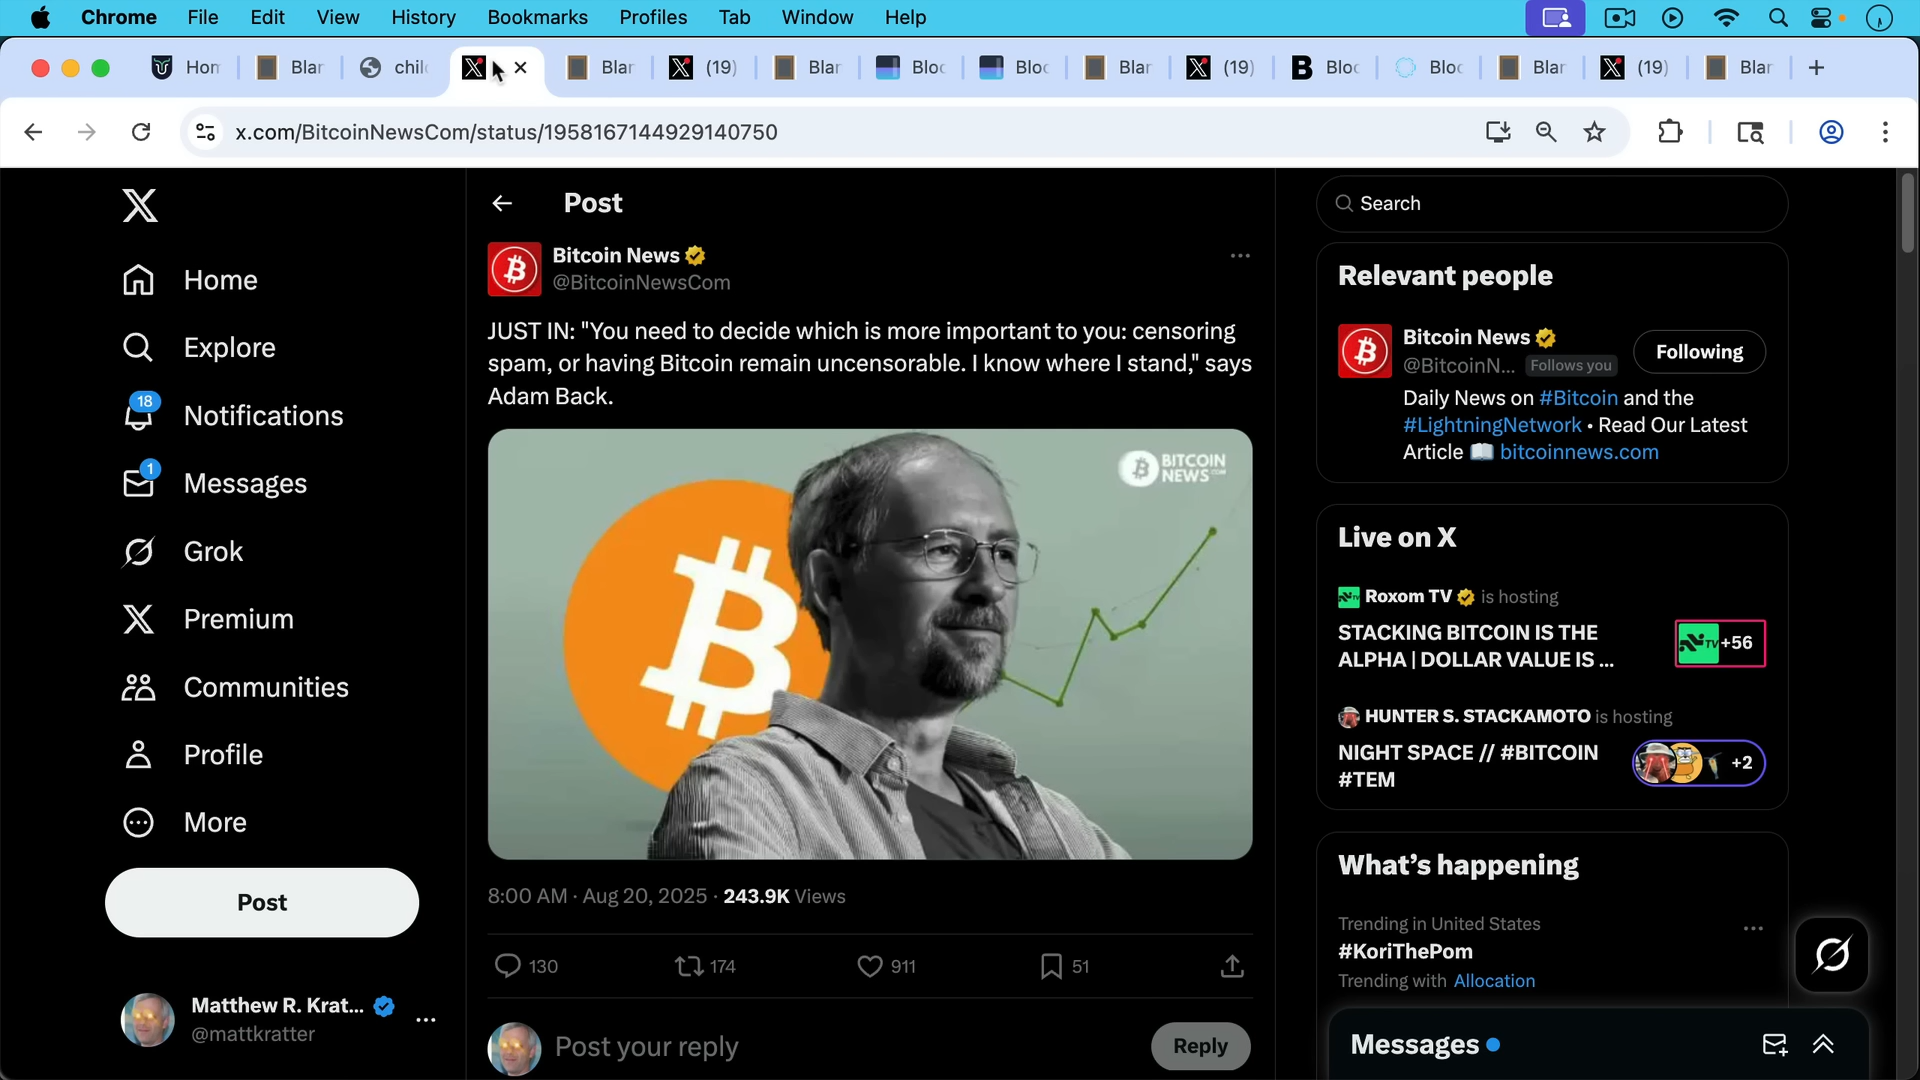 Chrome File Edit View History Bookmarks Profiles Tab Window Help
Hom Blar chil Blar (19) Blar Bloc Bloc Blar (19) Bloc Bloc Blar (19) Blar
x.com/BitcoinNewsCom/status/1958167144929140750
Home
Explore
18
Notifications
1
Messages
Grok
Premium
Communities
Profile
More
Post
Matthew R. Krat...
@mattkratter
Post
Bitcoin News
@BitcoinNewsCom
JUST IN: "You need to decide which is more important to you: censoring
spam, or having Bitcoin remain uncensorable. I know where I stand," says
Adam Back.
BITCOIN
NEWS.COM
8:00 AM · Aug 20, 2025 · 243.9K Views
130 174 911 51
Post your reply
Reply
Search
Relevant people
Bitcoin News
@BitcoinN... Follows you
Following
Daily News on #Bitcoin and the
#LightningNetwork • Read Our Latest
Article 📖 bitcoinnews.com
Live on X
Roxom TV is hosting
STACKING BITCOIN IS THE
ALPHA | DOLLAR VALUE IS ...
TV +56
HUNTER S. STACKAMOTO is hosting
NIGHT SPACE // #BITCOIN
#TEM
+2
What's happening
Trending in United States
#KoriThePom
Trending with Allocation
Messages